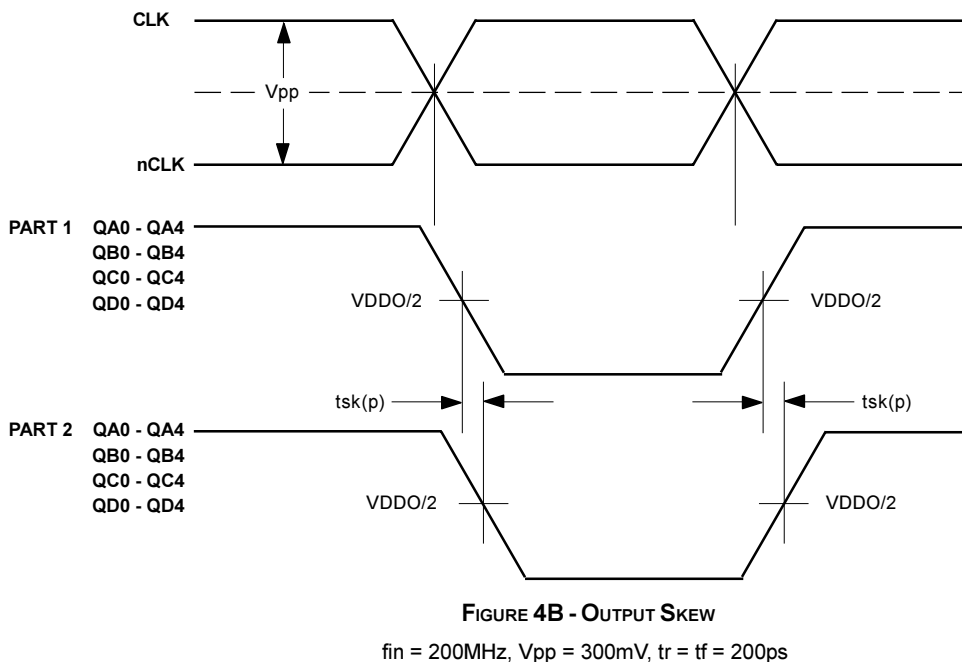 CLK
Vpp
nCLK
PART 1 QA0 - QA4
QB0 - QB4
QC0 - QC4
QD0 - QD4
VDDO/2
VDDO/2
tsk(p)
tsk(p)
PART 2 QA0 - QA4
QB0 - QB4
QC0 - QC4
QD0 - QD4
VDDO/2
VDDO/2
FIGURE 4B - OUTPUT SKEW
fin = 200MHz, Vpp = 300mV, tr = tf = 200ps